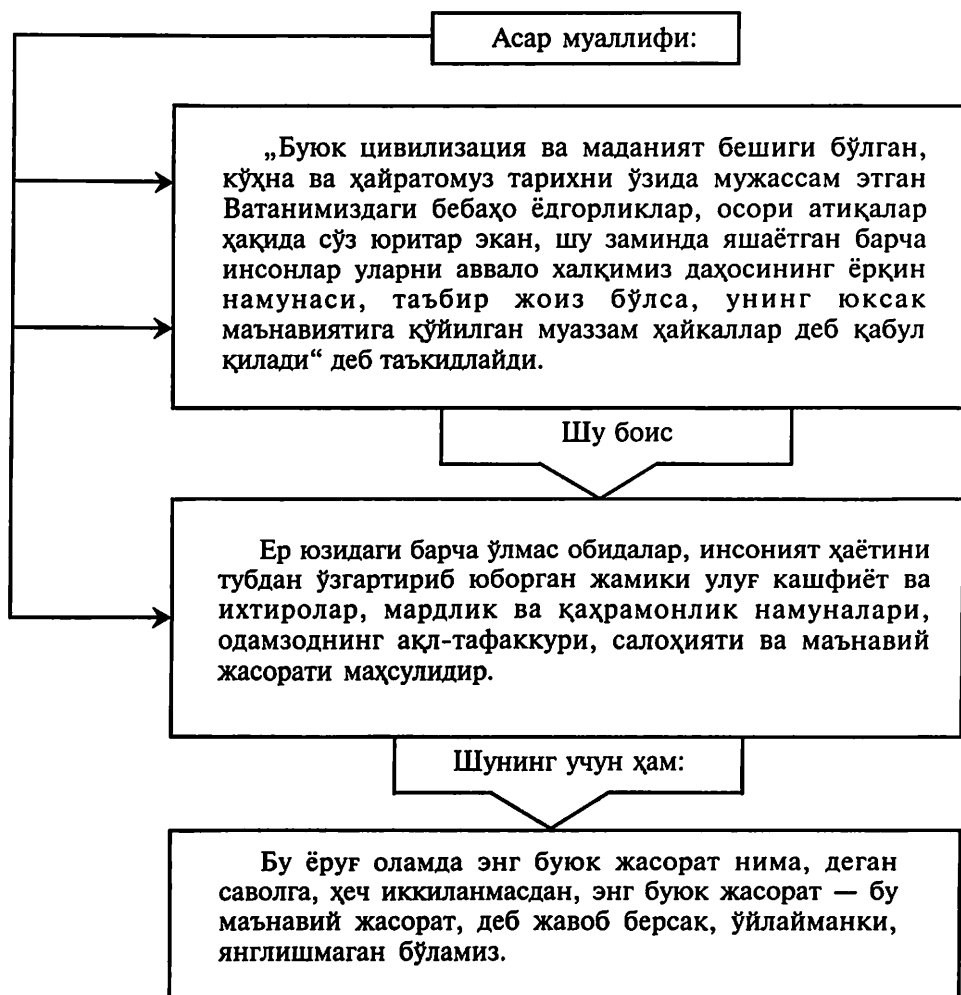 Асар муаллифи:
„Буюк цивилизация ва маданият бешиги бўлган,
кўҳна ва ҳайратомуз тарихни ўзида мужассам этган
Ватанимиздаги бебаҳо ёдгорликлар, осори атиқалар
ҳақида сўз юритар экан, шу заминда яшаётган барча
инсонлар уларни аввало халқимиз даҳосининг ёрқин
намунаси, таъбир жоиз бўлса, унинг юксак
маънавиятига қўйилган муаззам ҳайкаллар деб қабул
қилади“ деб таъкидлайди.
Шу боис
Ер юзидаги барча ўлмас обидалар, инсоният ҳаётини
тубдан ўзгартириб юборган жамики улуғ кашфиёт ва
ихтиролар, мардлик ва қаҳрамонлик намуналари,
одамзоднинг ақл-тафаккури, салоҳияти ва маънавий
жасорати маҳсулидир.
Шунинг учун ҳам:
Бу ёруғ оламда энг буюк жасорат нима, деган
саволга, ҳеч иккиланмасдан, энг буюк жасорат — бу
маънавий жасорат, деб жавоб берсак, ўйлайманки,
янглишмаган бўламиз.